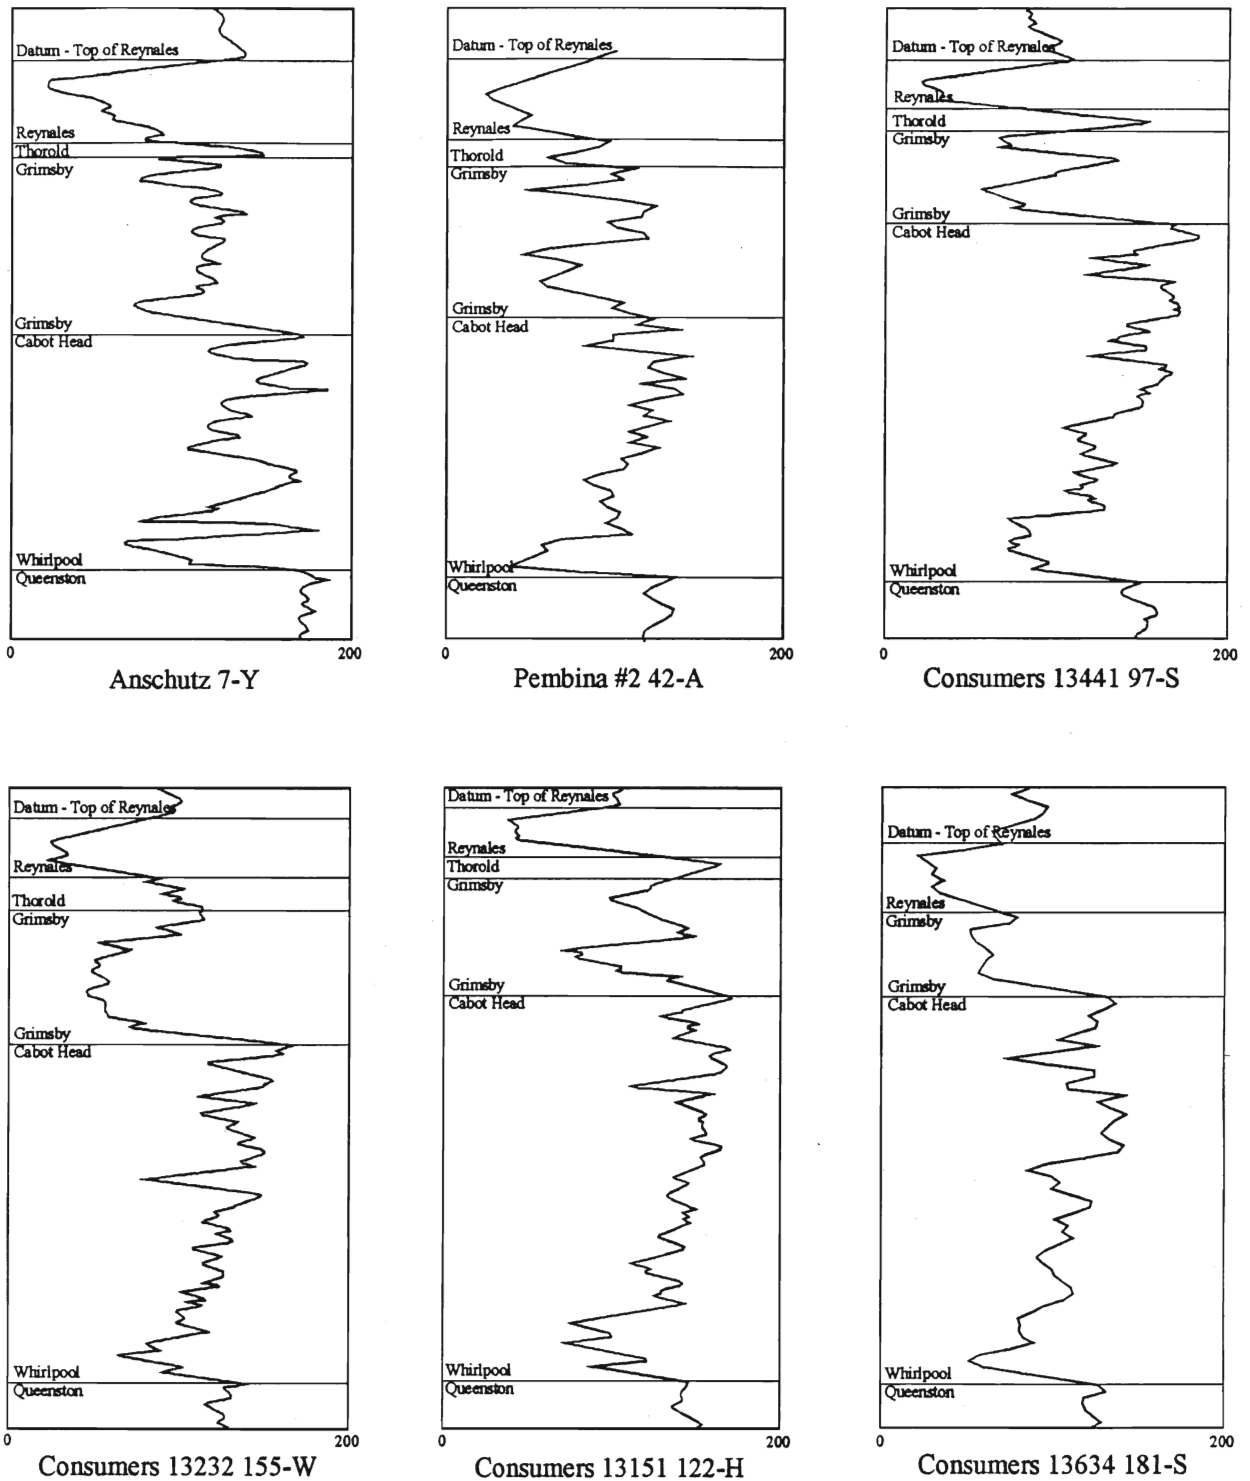 Datum - Top of Reynales
Reynales
Thorold
Grimsby
Grimsby
Cabot Head
Whirlpool
Queenston
0
200
Anschutz 7-Y
Datum - Top of Reynales
Reynales
Thorold
Grimsby
Grimsby
Cabot Head
Whirlpool
Queenston
0
200
Pembina #2 42-A
Datum - Top of Reynales
Reynales
Thorold
Grimsby
Grimsby
Cabot Head
Whirlpool
Queenston
0
200
Consumers 13441 97-S
Datum - Top of Reynales
Reynales
Thorold
Grimsby
Grimsby
Cabot Head
Whirlpool
Queenston
0
200
Consumers 13232 155-W
Datum - Top of Reynales
Reynales
Thorold
Grimsby
Grimsby
Cabot Head
Whirlpool
Queenston
0
200
Consumers 13151 122-H
Datum - Top of Reynales
Reynales
Grimsby
Grimsby
Cabot Head
Whirlpool
Queenston
0
200
Consumers 13634 181-S